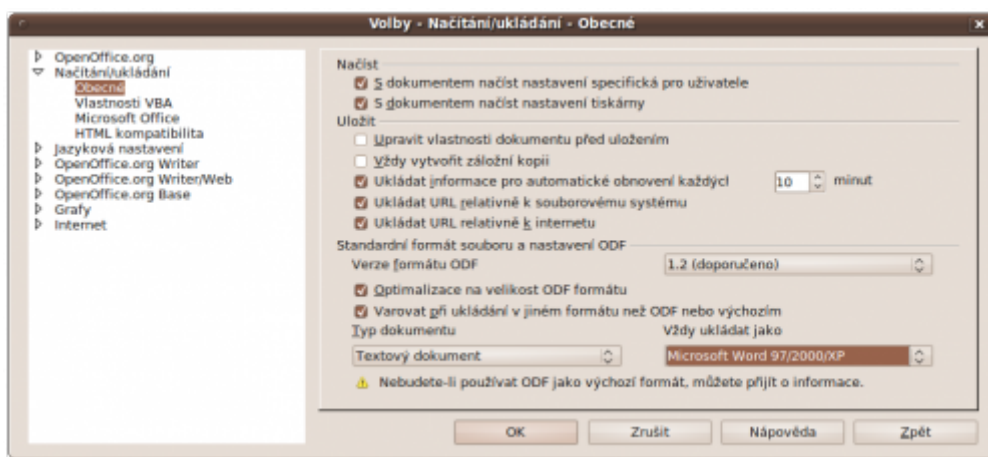 Volby - Načítání/ukládání - Obecné
OpenOffice.org
Načítání/ukládání
Obecné
Vlastnosti VBA
Microsoft Office
HTML kompatibilita
Jazyková nastavení
OpenOffice.org Writer
OpenOffice.org Writer/Web
OpenOffice.org Base
Grafy
Internet
Načíst
S dokumentem načíst nastavení specifická pro uživatele
S dokumentem načíst nastavení tiskárny
Uložit
Upravit vlastnosti dokumentu před uložením
Vždy vytvořit záložní kopii
Ukládat informace pro automatické obnovení každýcl 10 minut
Ukládat URL relativně k souborovému systému
Ukládat URL relativně k internetu
Standardní formát souboru a nastavení ODF
Verze formátu ODF 1.2 (doporučeno)
Optimalizace na velikost ODF formátu
Varovat při ukládání v jiném formátu než ODF nebo výchozím
Typ dokumentu Vždy ukládat jako
Textový dokument Microsoft Word 97/2000/XP
Nebudete-li používat ODF jako výchozí formát, můžete přijít o informace.
OK Zrušit Nápověda Zpět